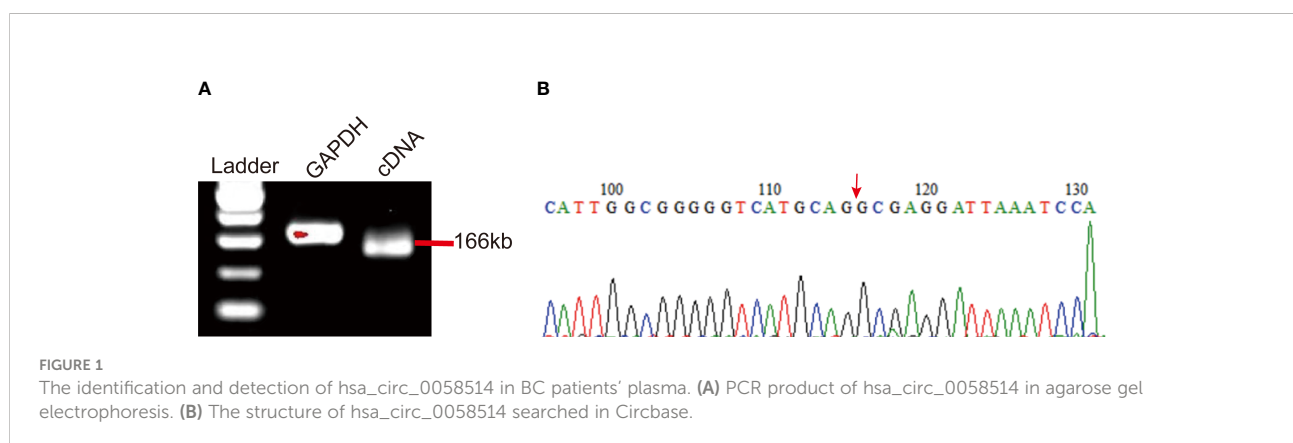 A
B
Ladder
GAPDH
cDNA
166kb
100 110 120 130
CATTGGCGGGGGTCATGCAGGCGAGGATTAAATCCA
FIGURE 1
The identification and detection of hsa_circ_0058514 in BC patients’ plasma. (A) PCR product of hsa_circ_0058514 in agarose gel
electrophoresis. (B) The structure of hsa_circ_0058514 searched in Circbase.